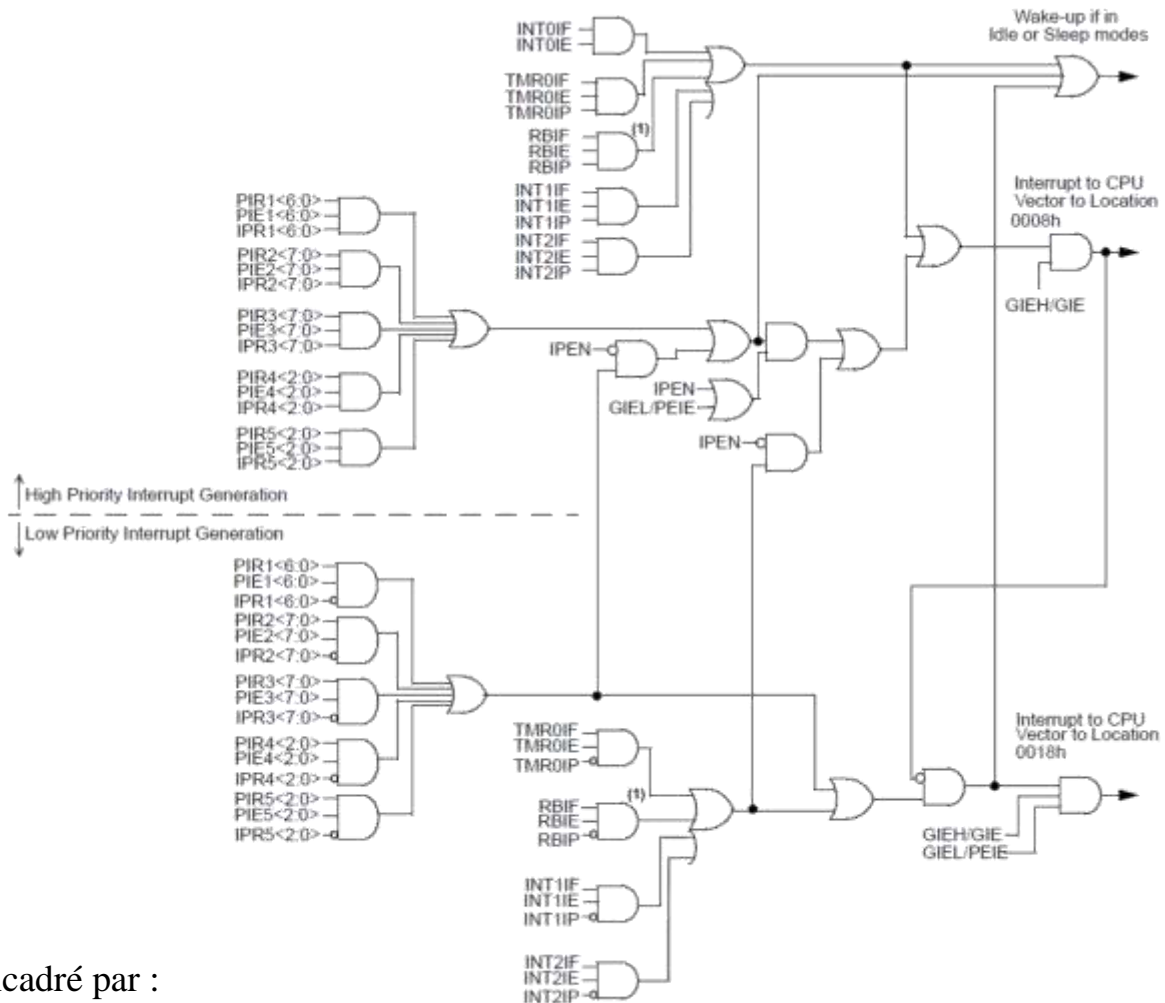 Wake-up if in
Idle or Sleep modes
INT0IF
INT0IE
TMR0IF
TMR0IE
TMR0IP
(1)
RBIF
RBIE
RBIP
INT1IF
INT1IE
INT1IP
INT2IF
INT2IE
INT2IP
Interrupt to CPU
Vector to Location
0008h
GIEH/GIE
PIR1<6:0>
PIE1<6:0>
IPR1<6:0>
PIR2<7:0>
PIE2<7:0>
IPR2<7:0>
PIR3<7:0>
PIE3<7:0>
IPR3<7:0>
PIR4<2:0>
PIE4<2:0>
IPR4<2:0>
PIR5<2:0>
PIE5<2:0>
IPR5<2:0>
IPEN
IPEN
GIEL/PEIE
IPEN
High Priority Interrupt Generation
Low Priority Interrupt Generation
PIR1<6:0>
PIE1<6:0>
IPR1<6:0>
PIR2<7:0>
PIE2<7:0>
IPR2<7:0>
PIR3<7:0>
PIE3<7:0>
IPR3<7:0>
PIR4<2:0>
PIE4<2:0>
IPR4<2:0>
PIR5<2:0>
PIE5<2:0>
IPR5<2:0>
TMR0IF
TMR0IE
TMR0IP
(1)
RBIF
RBIE
RBIP
INT1IF
INT1IE
INT1IP
INT2IF
INT2IE
INT2IP
Interrupt to CPU
Vector to Location
0018h
GIEH/GIE
GIEL/PEIE
cadré par :